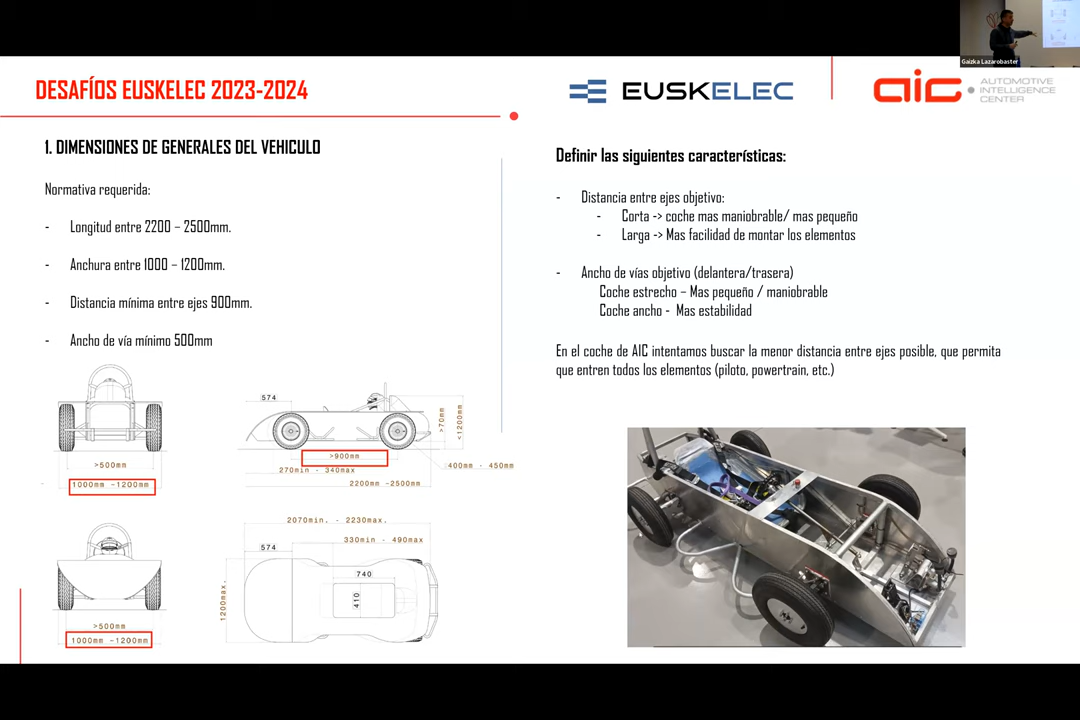 Gaizka Lazarobaster
DESAFÍOS EUSKELEC 2023-2024
EUSKELEC
aic
AUTOMOTIVE
INTELLIGENCE
CENTER
1. DIMENSIONES DE GENERALES DEL VEHICULO
Normativa requerida:
- Longitud entre 2200 – 2500mm.
- Anchura entre 1000 – 1200mm.
- Distancia mínima entre ejes 900mm.
- Ancho de vía mínimo 500mm
574
>70mm
<1200mm
>500mm
1000mm -1200mm
>900mm
270min - 340max
400mm - 450mm
2200mm -2500mm
2070min. - 2230max.
574
330min - 490max
740
410
1200max.
>500mm
1000mm -1200mm
Definir las siguientes características:
- Distancia entre ejes objetivo:
- Corta -> coche mas maniobrable/ mas pequeño
- Larga -> Mas facilidad de montar los elementos
- Ancho de vías objetivo (delantera/trasera)
Coche estrecho – Mas pequeño / maniobrable
Coche ancho - Mas estabilidad
En el coche de AIC intentamos buscar la menor distancia entre ejes posible, que permita
que entren todos los elementos (piloto, powertrain, etc.)